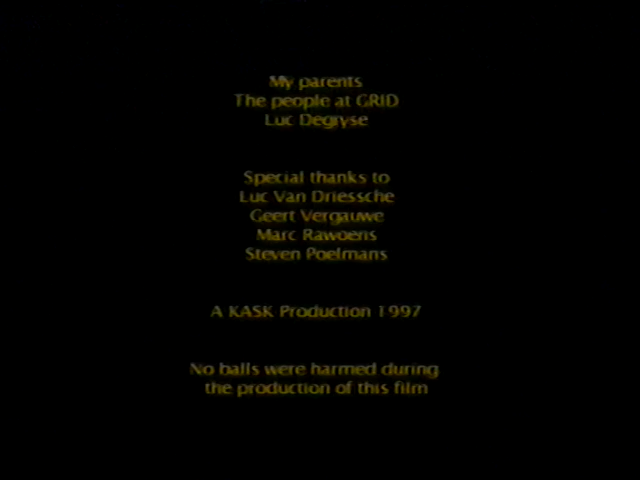 My parents
The people at GRID
Luc Degryse
Special thanks to
Luc Van Driessche
Geert Vergauwe
Marc Rawoens
Steven Poelmans
A KASK Production 1997
No balls were harmed during
the production of this film